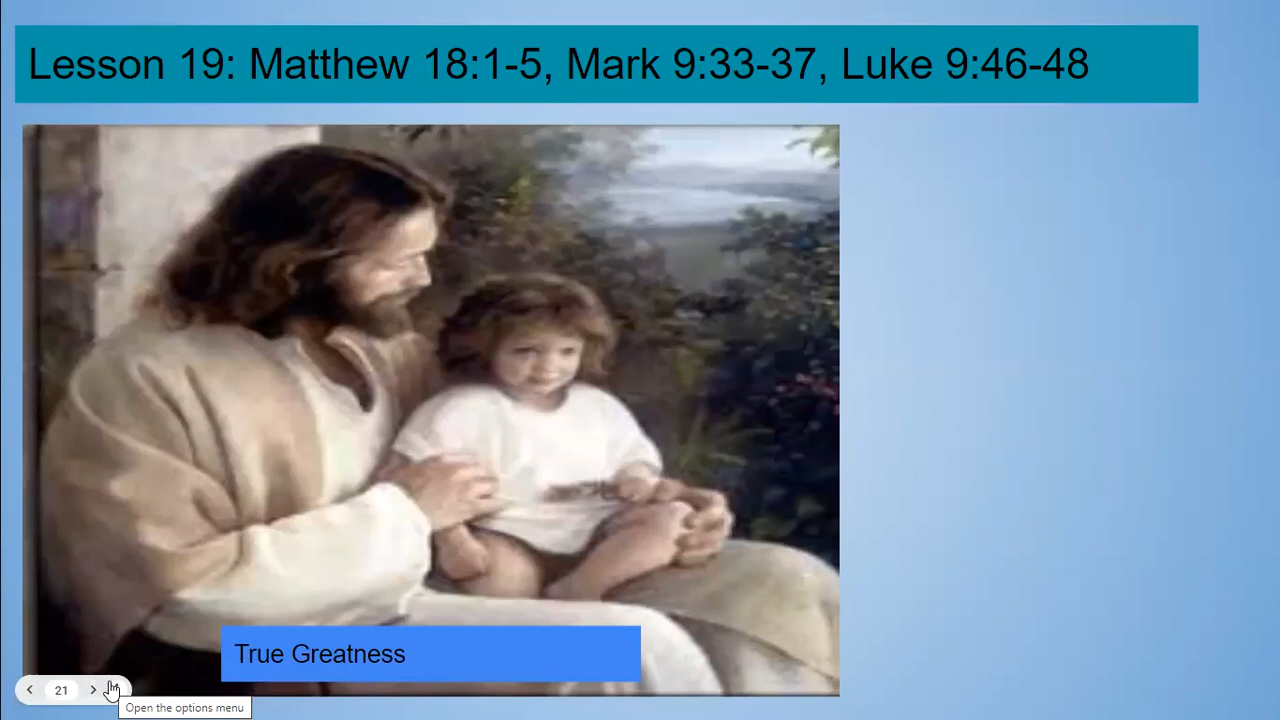 Lesson 19: Matthew 18:1-5, Mark 9:33-37, Luke 9:46-48
True Greatness
21
Open the options menu